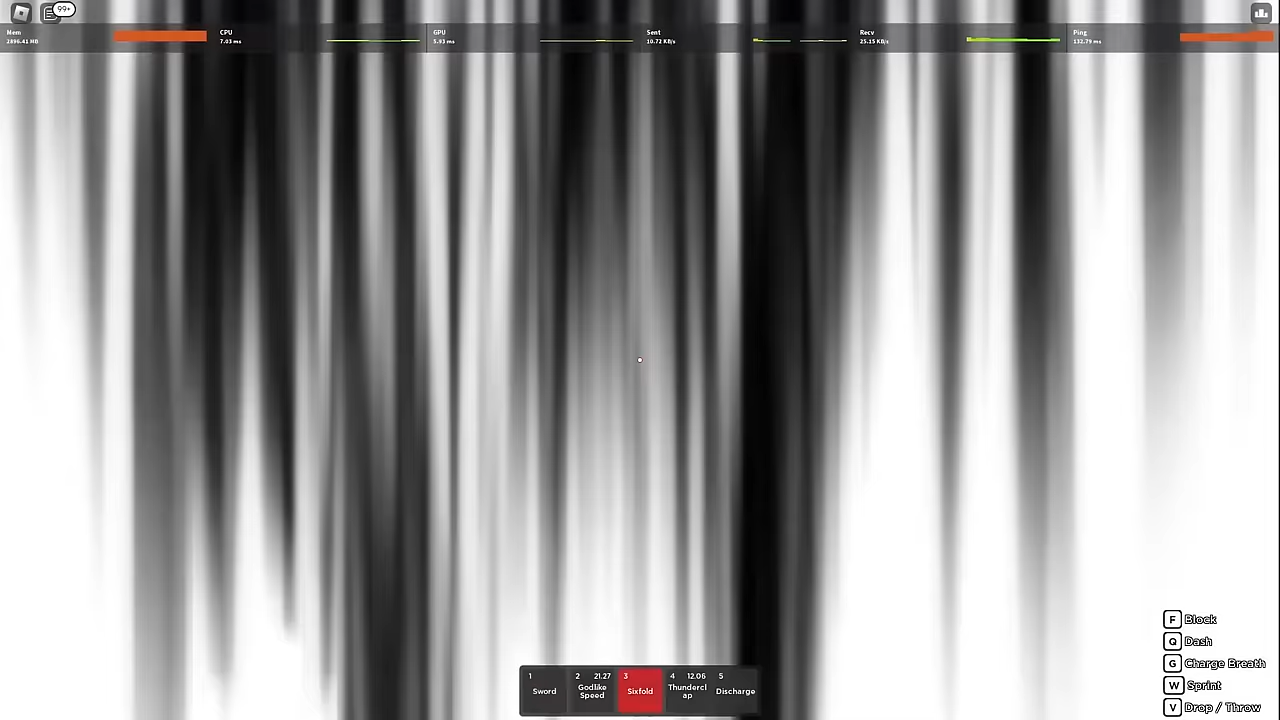 99+
Mem
2896.41 MB
CPU
7.03 ms
GPU
5.93 ms
Sent
10.72 KB/s
Recv
25.15 KB/s
Ping
132.79 ms
F Block
Q Dash
G Charge Breath
W Sprint
V Drop / Throw
1
Sword
2 21.27
Godlike
Speed
3
Sixfold
4 12.06
Thundercl
ap
5
Discharge